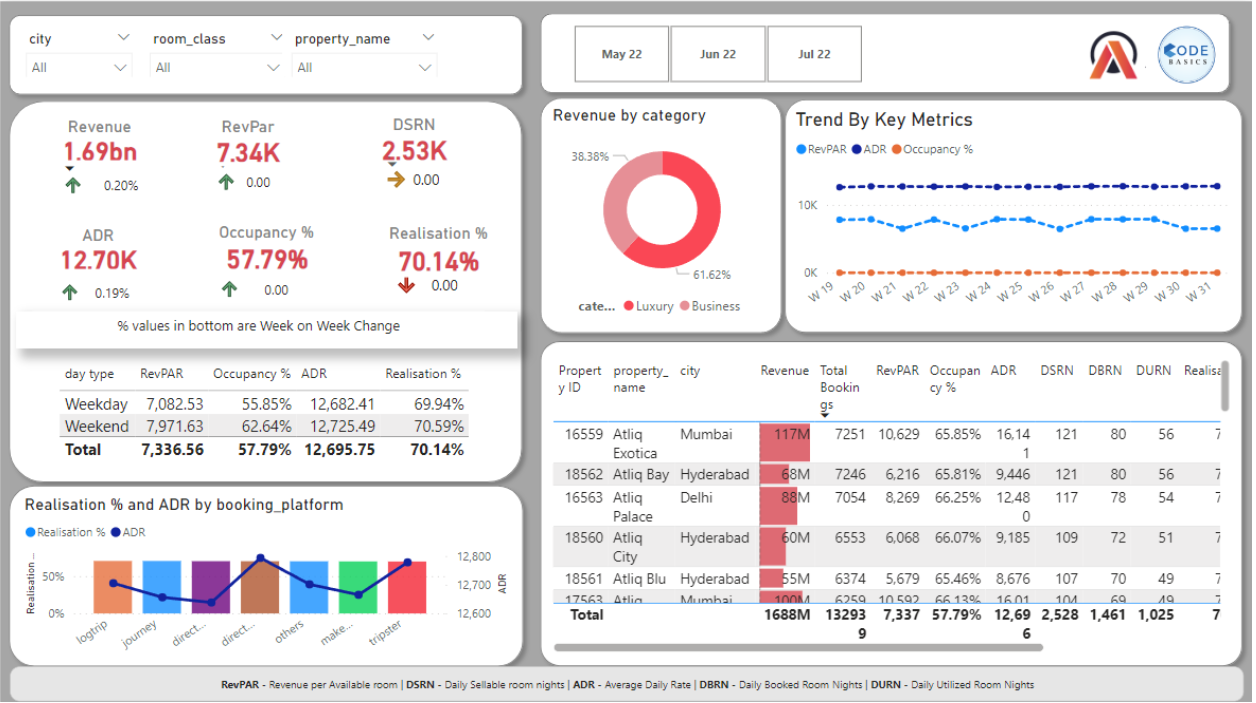 city room_class property_name
All All All
May 22 Jun 22 Jul 22
CODE
BASICS
Revenue RevPar DSRN
1.69bn 7.34K 2.53K
0.20% 0.00 0.00
ADR Occupancy % Realisation %
12.70K 57.79% 70.14%
0.19% 0.00 0.00
% values in bottom are Week on Week Change
day type RevPAR Occupancy % ADR Realisation %
Weekday 7,082.53 55.85% 12,682.41 69.94%
Weekend 7,971.63 62.64% 12,725.49 70.59%
Total 7,336.56 57.79% 12,695.75 70.14%
Realisation % and ADR by booking_platform
Realisation % ADR
Realisation...
50%
0%
12,800
12,700
12,600
ADR
logtrip journey direct... direct... others make... tripster
Revenue by category
38.38%
61.62%
cate... Luxury Business
Trend By Key Metrics
RevPAR ADR Occupancy %
10K
0K
W 19 W 20 W 21 W 22 W 23 W 24 W 25 W 26 W 27 W 28 W 29 W 30 W 31
Propert property_ city Revenue Total RevPAR Occupan ADR DSRN DBRN DURN Realisa
y ID name Bookin cy %
gs
16559 Atliq Mumbai 117M 7251 10,629 65.85% 16,14 121 80 56 7
Exotica 1
18562 Atliq Bay Hyderabad 68M 7246 6,216 65.81% 9,446 121 80 56 7
16563 Atliq Delhi 88M 7054 8,269 66.25% 12,48 117 78 54 7
Palace 0
18560 Atliq Hyderabad 60M 6553 6,068 66.07% 9,185 109 72 51 7
City
18561 Atliq Blu Hyderabad 55M 6374 5,679 65.46% 8,676 107 70 49 7
17563 Atliq Mumbai 100M 6259 10,592 66.13% 16,01 104 69 49 7
Total 1688M 13293 7,337 57.79% 12,69 2,528 1,461 1,025 7
9 6
RevPAR - Revenue per Available room | DSRN - Daily Sellable room nights | ADR - Average Daily Rate | DBRN - Daily Booked Room Nights | DURN - Daily Utilized Room Nights